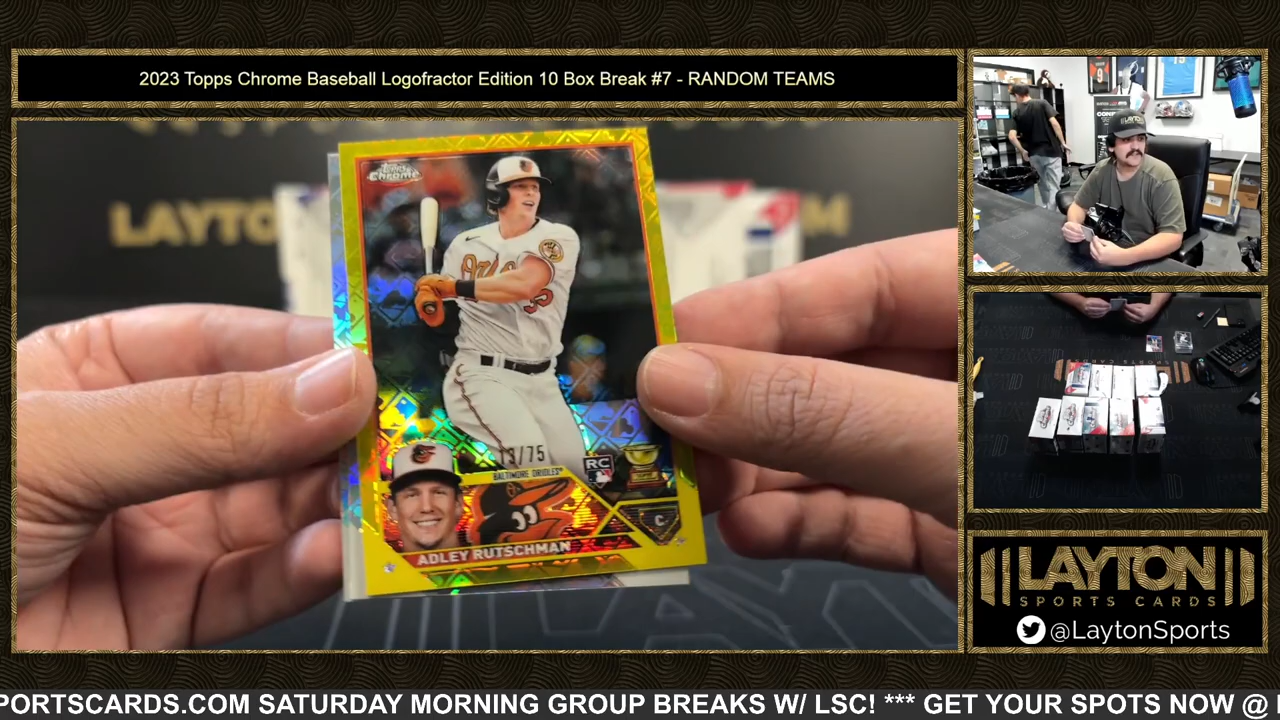 2023 Topps Chrome Baseball Logofractor Edition 10 Box Break #7 - RANDOM TEAMS
LAYTO
M
Topps
Chrome
/75
BALTIMORE ORIOLES
RC
C
ADLEY RUTSCHMAN
LAYTON
SPORTS CARDS
@LaytonSports
PORTSCARDS.COM SATURDAY MORNING GROUP BREAKS W/ LSC! *** GET YOUR SPOTS NOW @